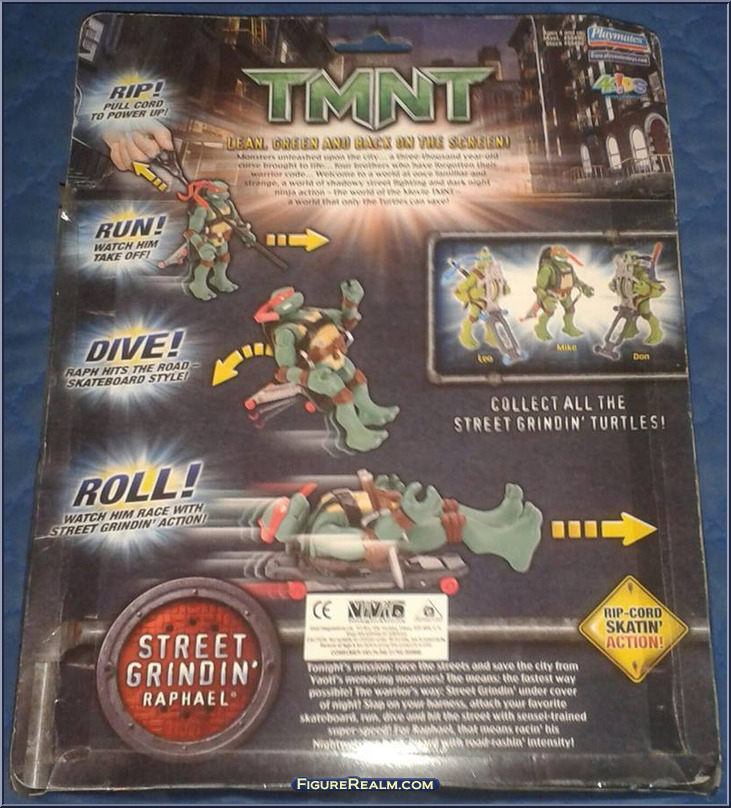 Playmates
4Kids
TMNT
LEAN, GREEN AND BACK ON THE SCREEN!
Monsters unleashed upon the city... a three thousand year old
curse brought to life... four brothers who have forgotten their
warrior code... Welcome to a world at once familiar and
strange, a world of shadowy street fighting and dark night
ninja action - the world of the Movie TMNT -
a world that only the Turtles can save!
RIP!
PULL CORD
TO POWER UP!
RUN!
WATCH HIM
TAKE OFF!
DIVE!
RAPH HITS THE ROAD -
SKATEBOARD STYLE!
Leo
Mike
Don
COLLECT ALL THE
STREET GRINDIN' TURTLES!
ROLL!
WATCH HIM RACE WITH
STREET GRINDIN' ACTION!
STREET
GRINDIN'
RAPHAEL®
CE VIVID
RIP-CORD
SKATIN'
ACTION!
Tonight's mission: race the streets and save the city from
Yaotl's menacing monsters! The means: the fastest way
possible! The warrior's way: Street Grindin' under cover
of night! Slap on your harness, attach your favorite
skateboard, run, dive and hit the street with sensei-trained
super speed! For Raphael, that means racin' his
with road-rashin' intensity!
FIGUREREALM.COM